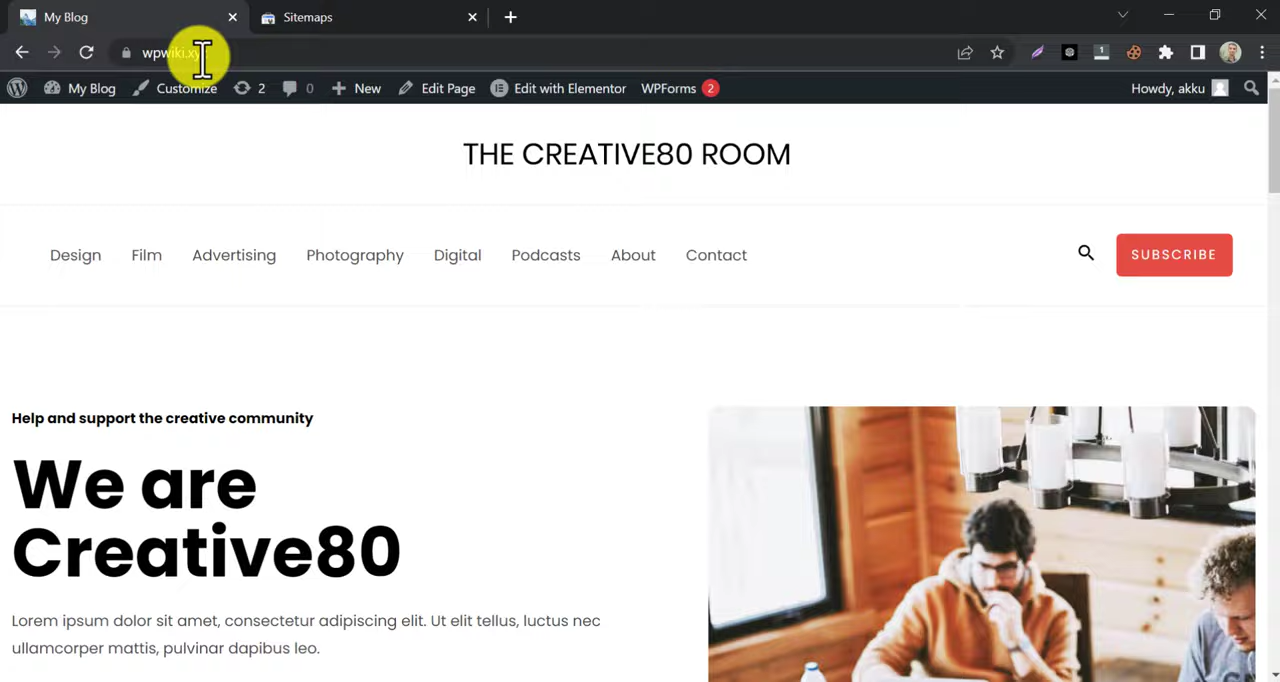 My Blog
Sitemaps
wpwiki.xyz
My Blog
Customize
2
0
New
Edit Page
Edit with Elementor
WPForms 2
Howdy, akku
THE CREATIVE80 ROOM
Design
Film
Advertising
Photography
Digital
Podcasts
About
Contact
SUBSCRIBE
Help and support the creative community
We are
Creative80
Lorem ipsum dolor sit amet, consectetur adipiscing elit. Ut elit tellus, luctus nec
ullamcorper mattis, pulvinar dapibus leo.